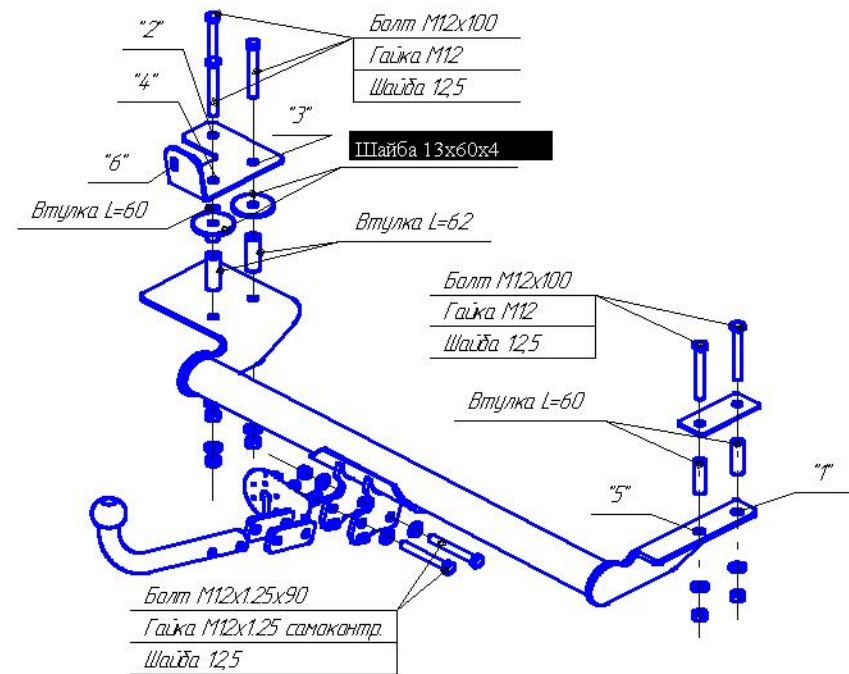 Болт М12х100
Гайка М12
Шайба 12,5
"2"
"4"
"3"
Шайба 13х60х4
"6"
Втулка L=60
Втулка L=62
Болт М12х100
Гайка М12
Шайба 12,5
Втулка L=60
"5"
"1"
Болт М12х1.25х90
Гайка М12х1.25 самоконтр.
Шайба 12,5